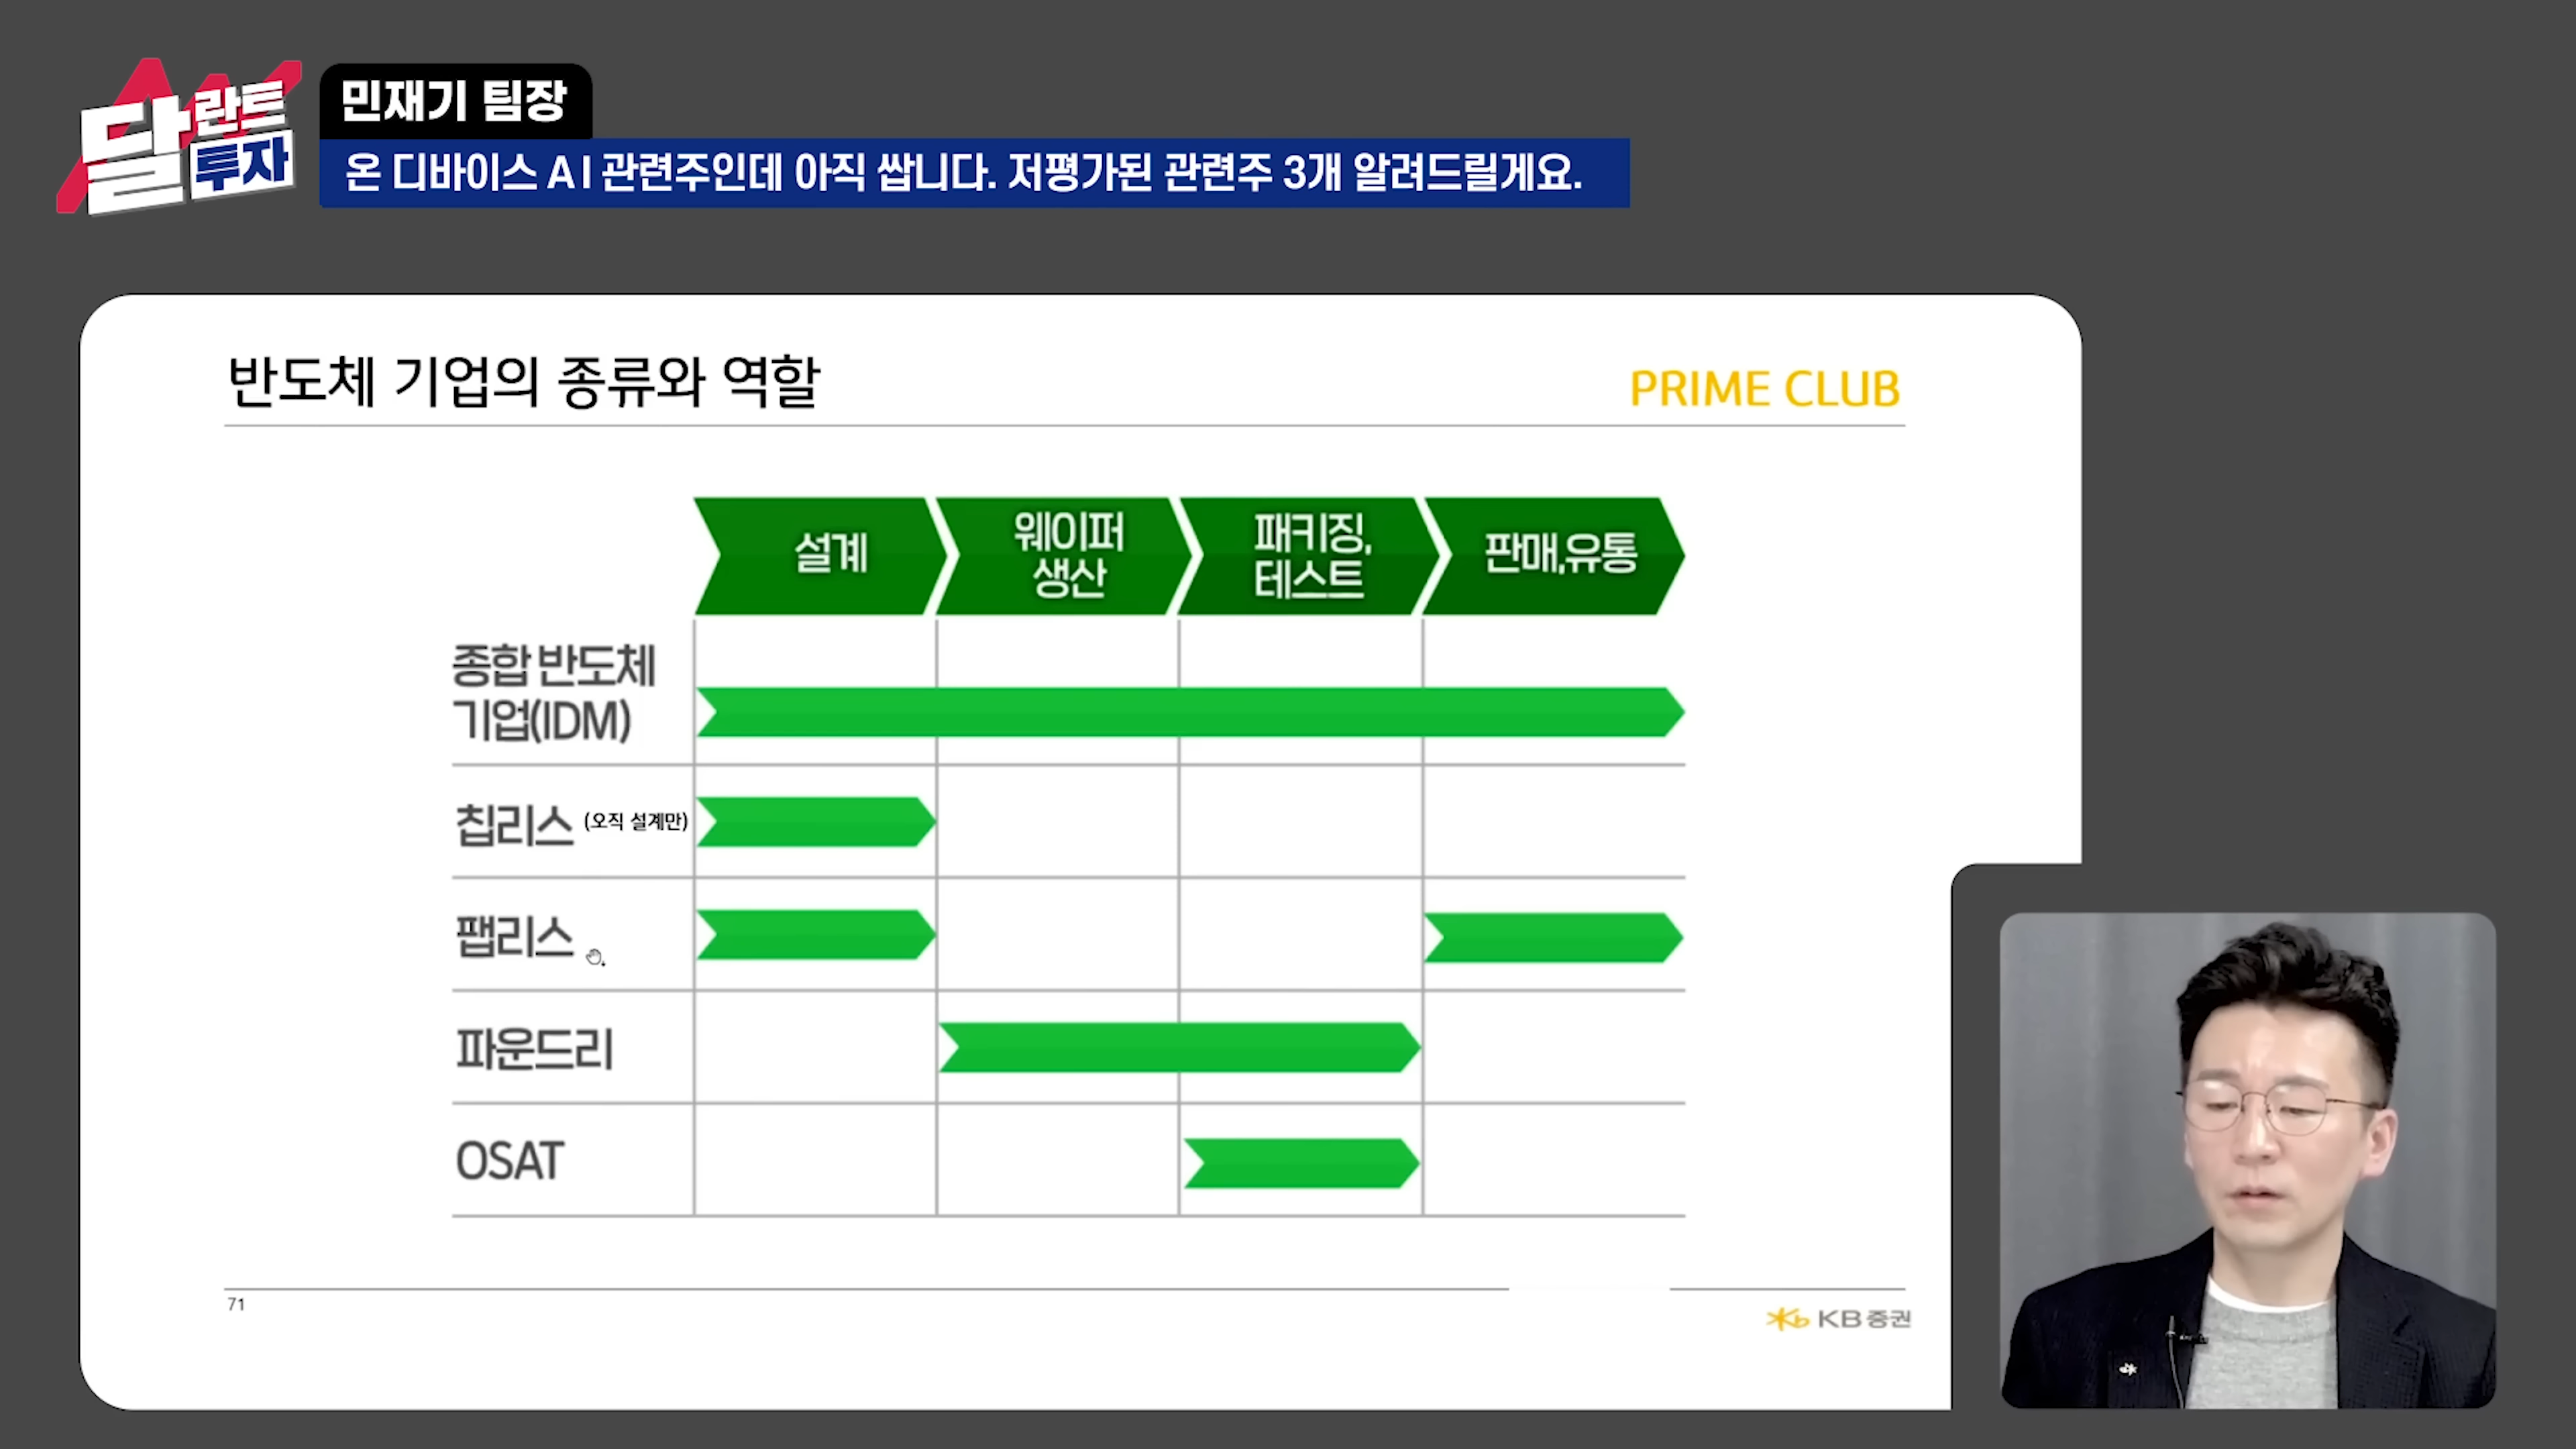 달란트
투자
민재기 팀장
온 디바이스 AI 관련주인데 아직 쌉니다. 저평가된 관련주 3개 알려드릴게요.
반도체 기업의 종류와 역할
PRIME CLUB
설계
웨이퍼
생산
패키징,
테스트
판매,유통
종합 반도체
기업(IDM)
칩리스 (오직 설계만)
팹리스
파운드리
OSAT
71
KB증권